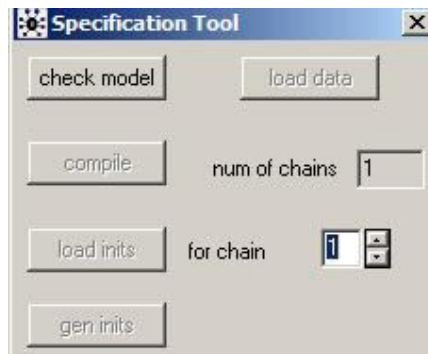 Specification Tool
check model load data
compile num of chains 1
load inits for chain 1
gen inits